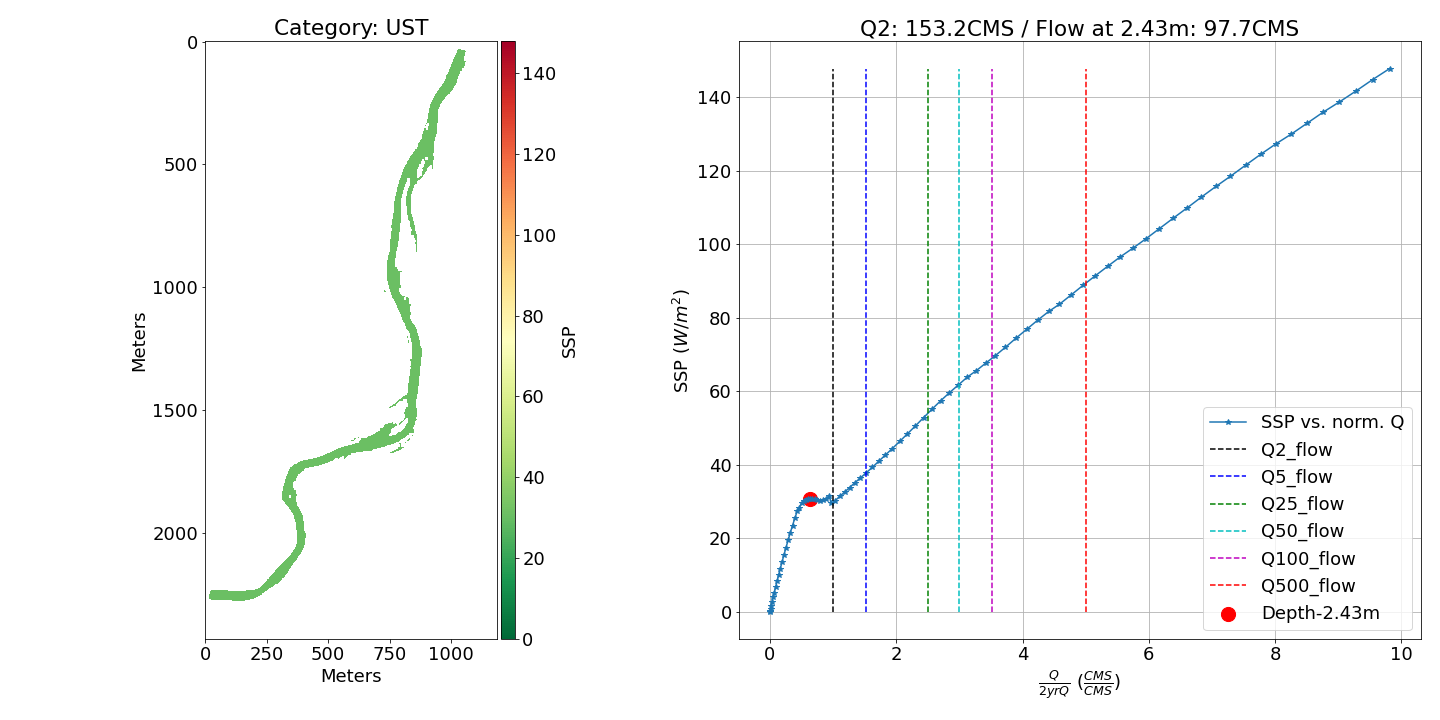 Category: UST
0
500
1000
1500
2000
Meters
0 250 500 750 1000
Meters
140
120
100
80
60
40
20
0
SSP
Q2: 153.2CMS / Flow at 2.43m: 97.7CMS
140
120
100
80
60
40
20
0
SSP (W/m²)
0 2 4 6 8 10
Q/2yrQ (CMS/CMS)
SSP vs. norm. Q
Q2_flow
Q5_flow
Q25_flow
Q50_flow
Q100_flow
Q500_flow
Depth-2.43m